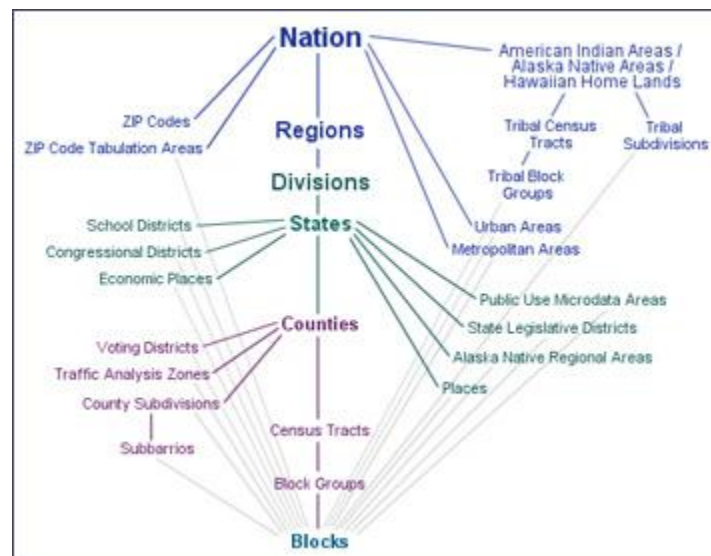 Nation
American Indian Areas /
Alaska Native Areas /
Hawaiian Home Lands
ZIP Codes
ZIP Code Tabulation Areas
Regions
Tribal Census
Tracts
Tribal
Subdivisions
Divisions
Tribal Block
Groups
School Districts
States
Urban Areas
Congressional Districts
Metropolitan Areas
Economic Places
Public Use Microdata Areas
Counties
State Legislative Districts
Voting Districts
Alaska Native Regional Areas
Traffic Analysis Zones
Places
County Subdivisions
Census Tracts
Subbarrios
Block Groups
Blocks